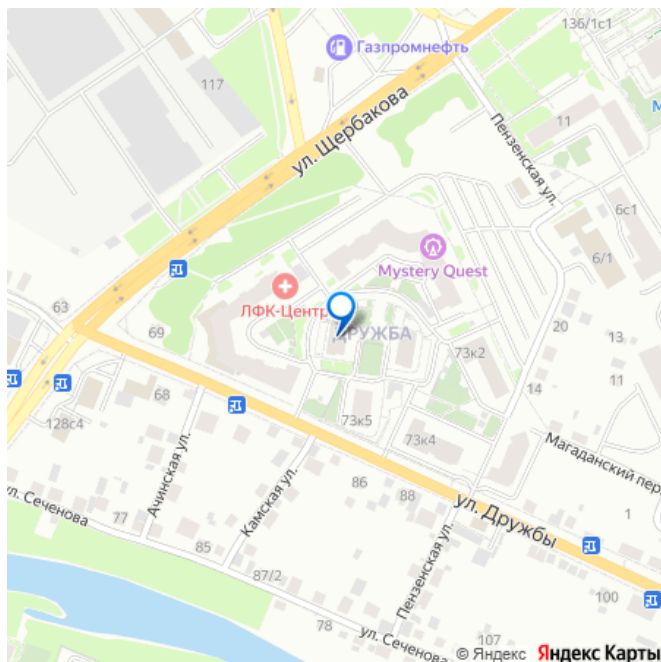 136/1с1
Газпромнефть
117
ул. Щербакова
Пензенская ул.
11
М
6с1
6/1
Mystery Quest
ЛФК-Центр
63
69
ДРУЖБА
20
13
73к2
11
14
68
128с4
73к5
73к4
Магаданский пер
Ачинская ул.
Камская ул.
86
88
ул. Дружбы
ул. Сеченова
77
85
1
87/2
Пензенская ул.
100
78
ул. Сеченова
107
© Яндекс Яндекс Карты